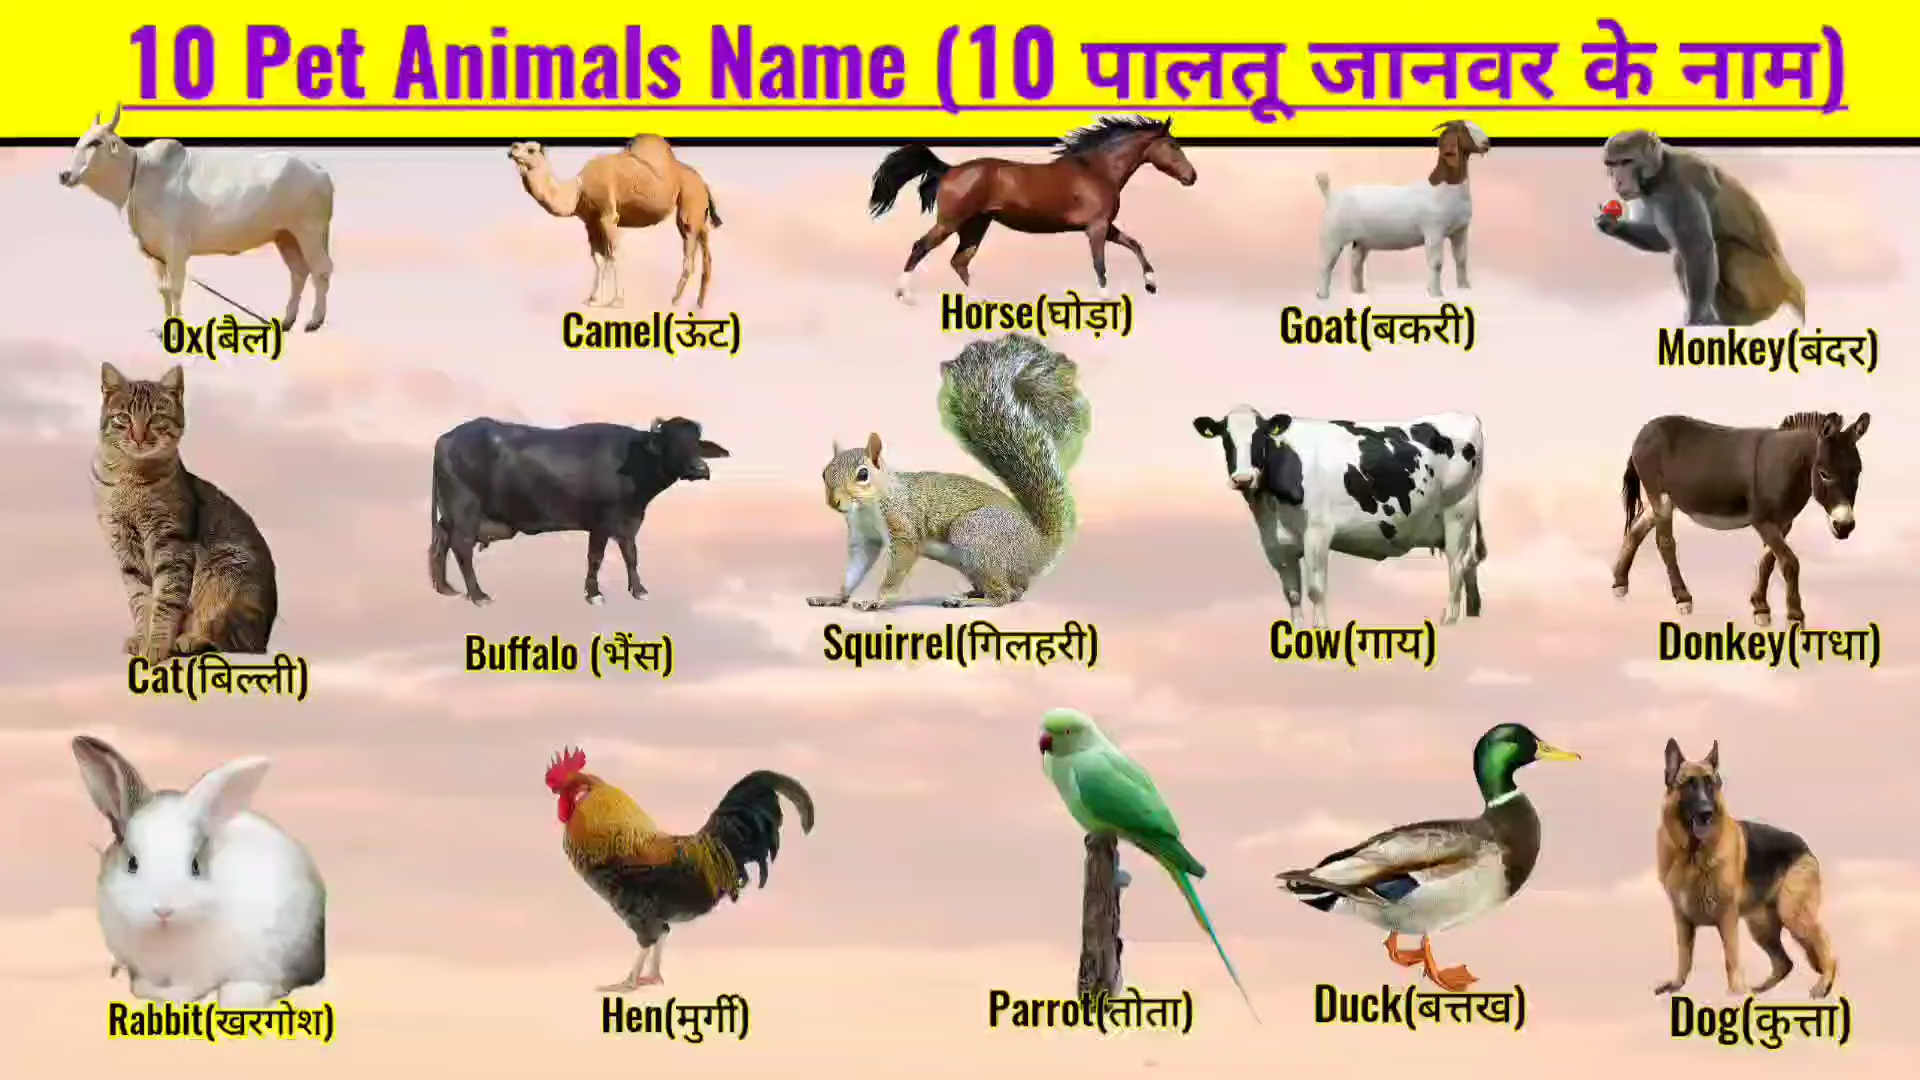 10 Pet Animals Name (10 पालतू जानवर के नाम)
Ox(बैल)
Camel(ऊंट)
Horse(घोड़ा)
Goat(बकरी)
Monkey(बंदर)
Cat(बिल्ली)
Buffalo (भैंस)
Squirrel(गिलहरी)
Cow(गाय)
Donkey(गधा)
Rabbit(खरगोश)
Hen(मुर्गी)
Parrot(तोता)
Duck(बत्तख)
Dog(कुत्ता)